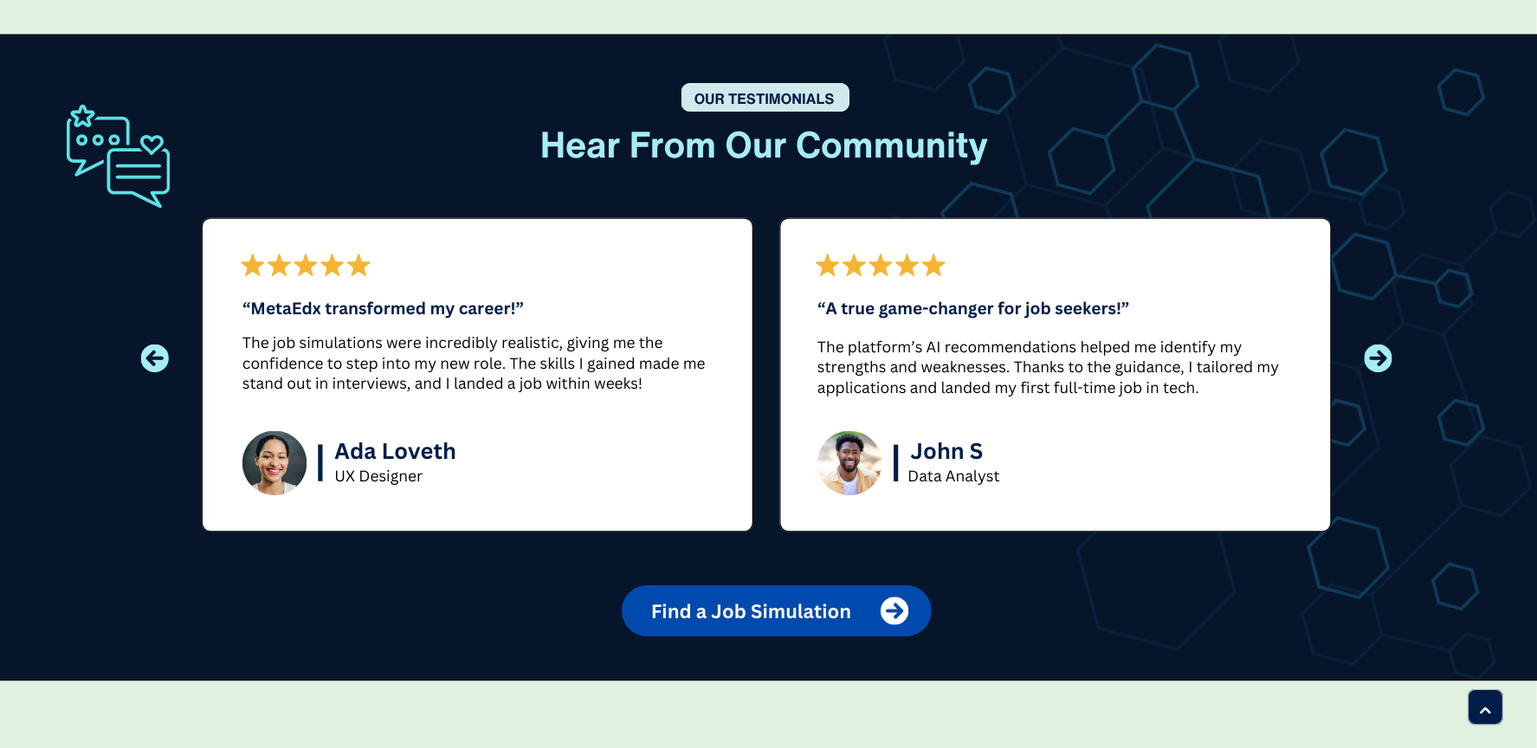 OUR TESTIMONIALS
Hear From Our Community
“MetaEdx transformed my career!”
The job simulations were incredibly realistic, giving me the
confidence to step into my new role. The skills I gained made me
stand out in interviews, and I landed a job within weeks!
Ada Loveth
UX Designer
“A true game-changer for job seekers!”
The platform’s AI recommendations helped me identify my
strengths and weaknesses. Thanks to the guidance, I tailored my
applications and landed my first full-time job in tech.
John S
Data Analyst
Find a Job Simulation